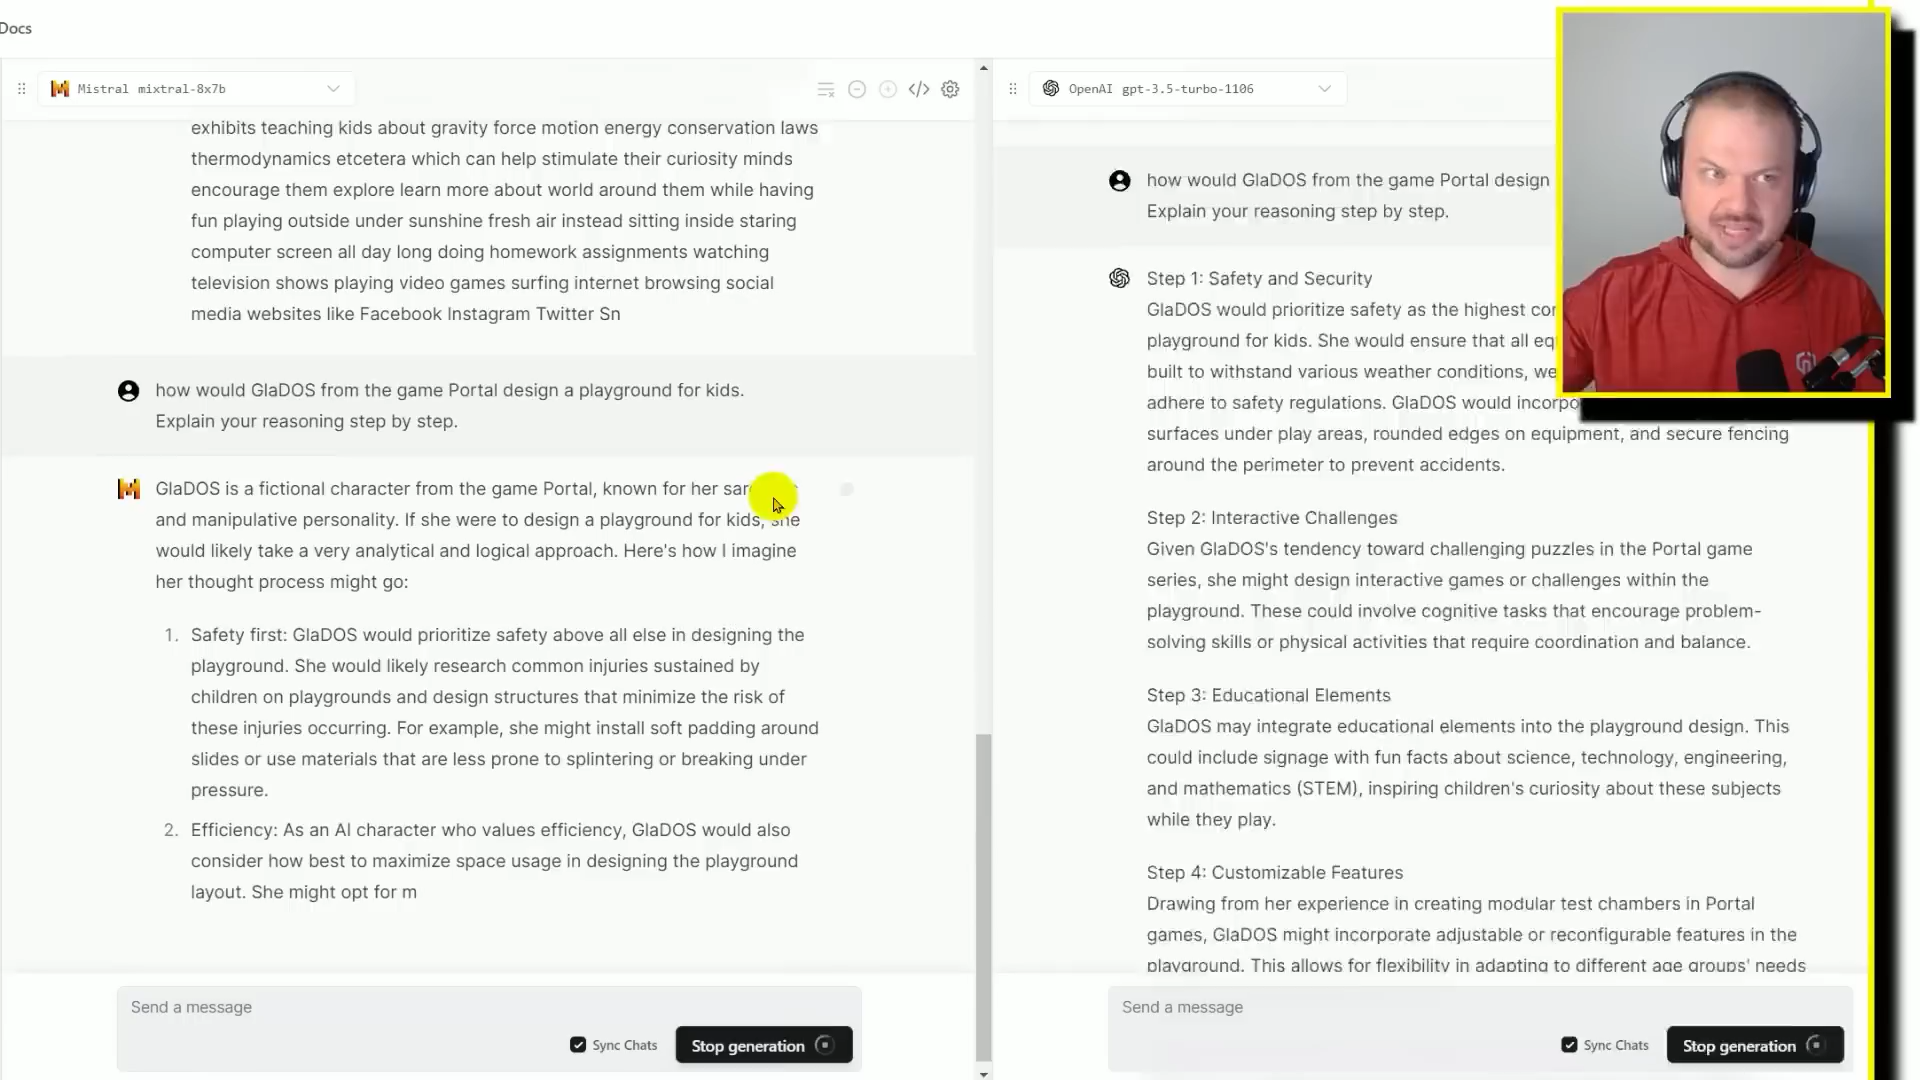 Docs
Mistral mixtral-8x7b
exhibits teaching kids about gravity force motion energy conservation laws
thermodynamics etcetera which can help stimulate their curiosity minds
encourage them explore learn more about world around them while having
fun playing outside under sunshine fresh air instead sitting inside staring
computer screen all day long doing homework assignments watching
television shows playing video games surfing internet browsing social
media websites like Facebook Instagram Twitter Sn
how would GlaDOS from the game Portal design a playground for kids.
Explain your reasoning step by step.
GlaDOS is a fictional character from the game Portal, known for her
and manipulative personality. If she were to design a playground for kids, she
would likely take a very analytical and logical approach. Here's how I imagine
her thought process might go:
1. Safety first: GlaDOS would prioritize safety above all else in designing the
playground. She would likely research common injuries sustained by
children on playgrounds and design structures that minimize the risk of
these injuries occurring. For example, she might install soft padding around
slides or use materials that are less prone to splintering or breaking under
pressure.
2. Efficiency: As an AI character who values efficiency, GlaDOS would also
consider how best to maximize space usage in designing the playground
layout. She might opt for m
Send a message
Sync Chats
Stop generation
OpenAI gpt-3.5-turbo-1106
how would GlaDOS from the game Portal design
Explain your reasoning step by step.
Step 1: Safety and Security
GlaDOS would prioritize safety as the highest
playground for kids. She would ensure that all
built to withstand various weather conditions,
adhere to safety regulations. GlaDOS would
surfaces under play areas, rounded edges on equipment, and secure fencing
around the perimeter to prevent accidents.
Step 2: Interactive Challenges
Given GlaDOS's tendency toward challenging puzzles in the Portal game
series, she might design interactive games or challenges within the
playground. These could involve cognitive tasks that encourage problem-
solving skills or physical activities that require coordination and balance.
Step 3: Educational Elements
GlaDOS may integrate educational elements into the playground design. This
could include signage with fun facts about science, technology, engineering,
and mathematics (STEM), inspiring children's curiosity about these subjects
while they play.
Step 4: Customizable Features
Drawing from her experience in creating modular test chambers in Portal
games, GlaDOS might incorporate adjustable or reconfigurable features in the
playground. This allows for flexibility in adapting to different age groups' needs
Send a message
Sync Chats
Stop generation